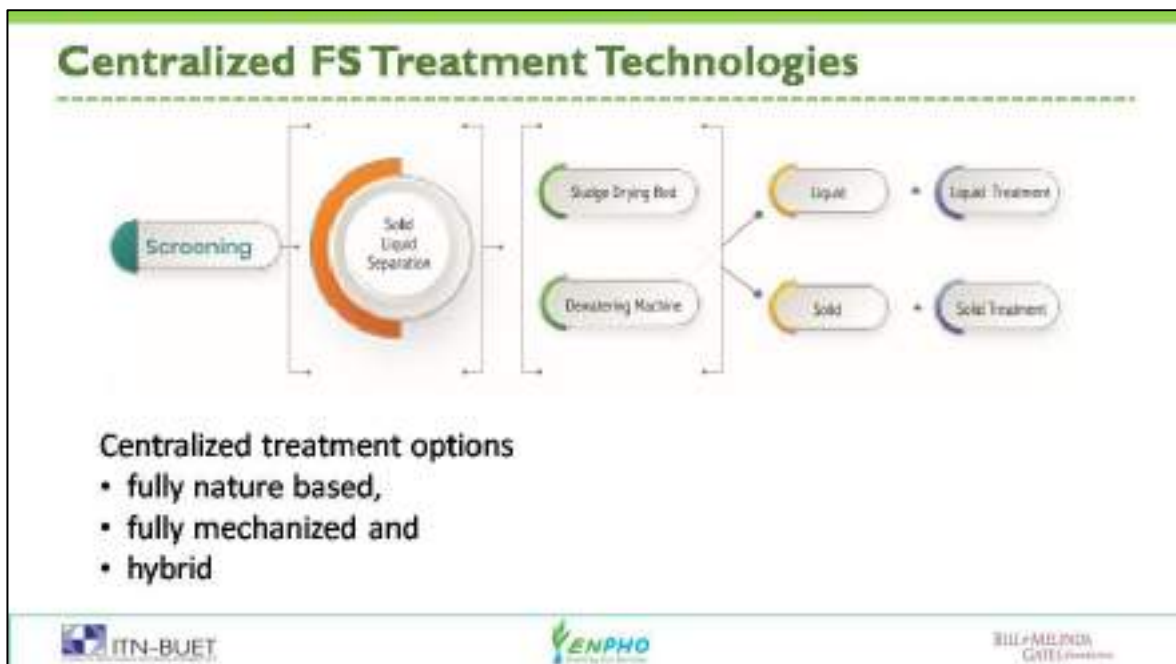 Centralized FS Treatment Technologies
Screening
Solid
Liquid
Separation
Sludge Drying Bed
Dewatering Machine
Liquid
Liquid Treatment
Solid
Solid Treatment
Centralized treatment options
• fully nature based,
• fully mechanized and
• hybrid
ITN-BUET
ENPHO
BILL & MELINDA
GATES foundation